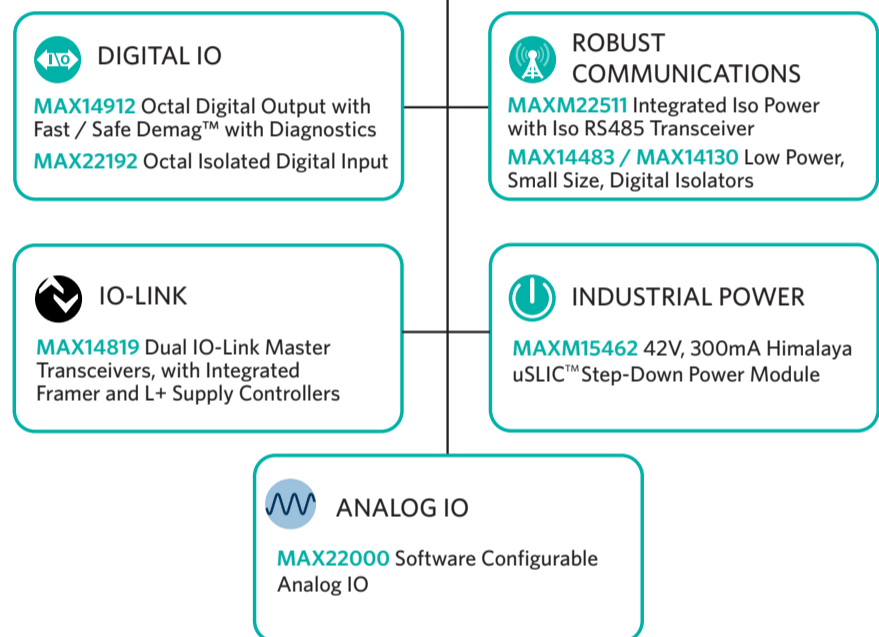 I\O
DIGITAL IO
MAX14912 Octal Digital Output with
Fast / Safe Demag™ with Diagnostics
MAX22192 Octal Isolated Digital Input
ROBUST
COMMUNICATIONS
MAXM22511 Integrated Iso Power
with Iso RS485 Transceiver
MAX14483 / MAX14130 Low Power,
Small Size, Digital Isolators
IO-LINK
MAX14819 Dual IO-Link Master
Transceivers, with Integrated
Framer and L+ Supply Controllers
INDUSTRIAL POWER
MAXM15462 42V, 300mA Himalaya
uSLIC™ Step-Down Power Module
ANALOG IO
MAX22000 Software Configurable
Analog IO